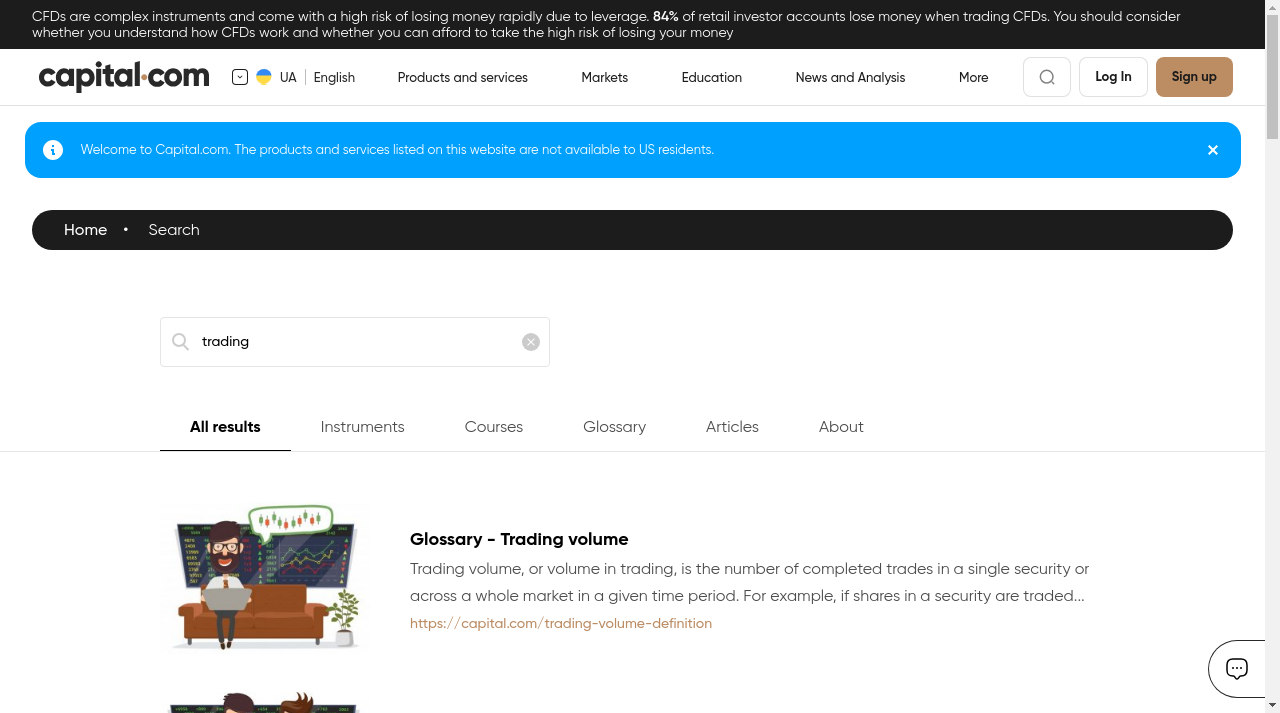 CFDs are complex instruments and come with a high risk of losing money rapidly due to leverage. 84% of retail investor accounts lose money when trading CFDs. You should consider
whether you understand how CFDs work and whether you can afford to take the high risk of losing your money
capital.com
UA
English
Products and services
Markets
Education
News and Analysis
More
Log In
Sign up
Welcome to Capital.com. The products and services listed on this website are not available to US residents.
Home • Search
trading
All results
Instruments
Courses
Glossary
Articles
About
Glossary - Trading volume
Trading volume, or volume in trading, is the number of completed trades in a single security or
across a whole market in a given time period. For example, if shares in a security are traded...
https://capital.com/trading-volume-definition